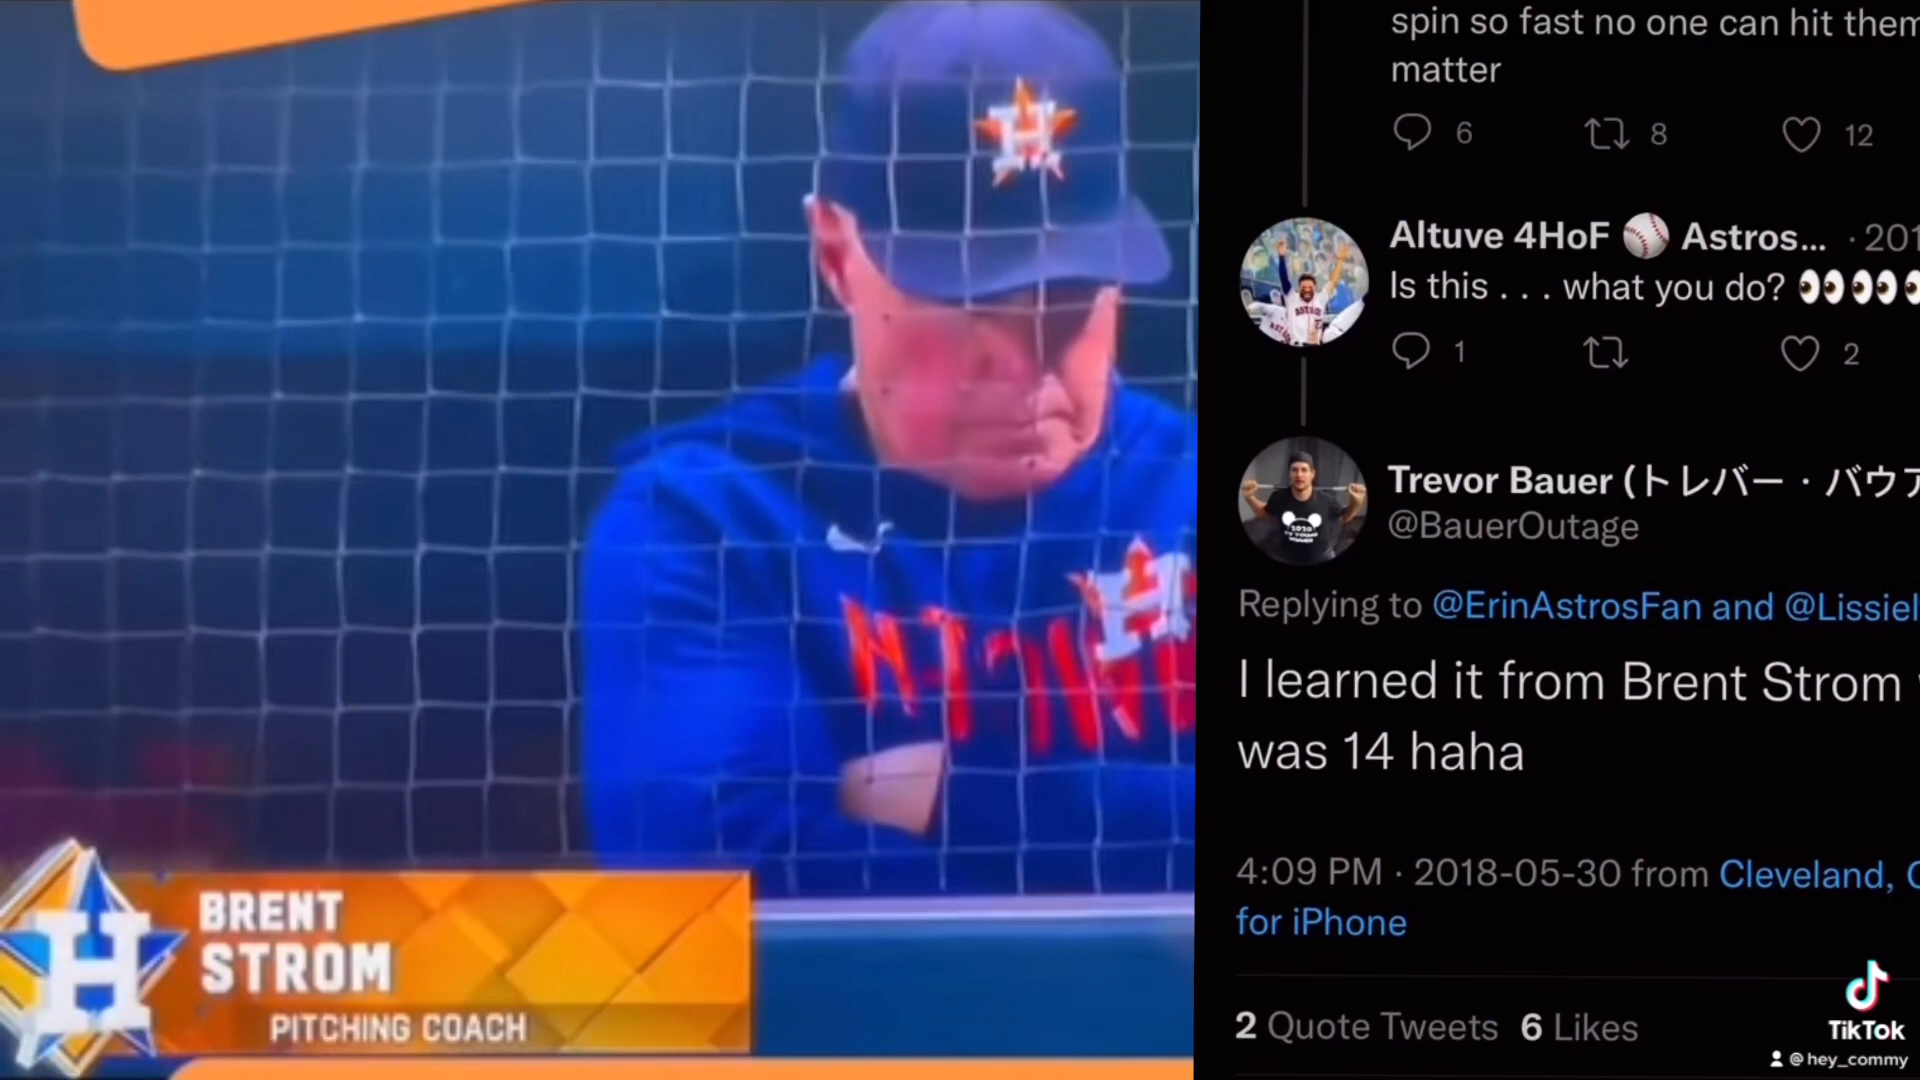 H
BRENT
STROM
PITCHING COACH
H
H
spin so fast no one can hit them
matter
6 8 12
Altuve 4HoF ⚾ Astros... · 201
Is this . . . what you do? 👀👀
1 2
Trevor Bauer (トレバー・バウア
@BauerOutage
Replying to @ErinAstrosFan and @Lissiel
I learned it from Brent Strom
was 14 haha
4:09 PM · 2018-05-30 from Cleveland,
for iPhone
2 Quote Tweets 6 Likes
TikTok
@hey_commy